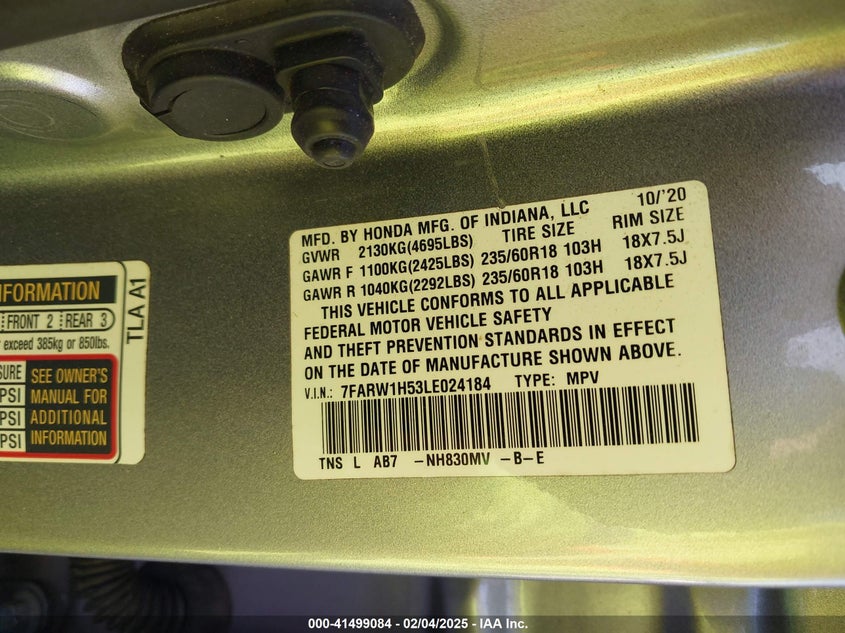 MFD. BY HONDA MFG. OF INDIANA, LLC 10/'20
GVWR 2130KG(4695LBS) TIRE SIZE RIM SIZE
GAWR F 1100KG(2425LBS) 235/60R18 103H 18X7.5J
GAWR R 1040KG(2292LBS) 235/60R18 103H 18X7.5J
THIS VEHICLE CONFORMS TO ALL APPLICABLE
FEDERAL MOTOR VEHICLE SAFETY
AND THEFT PREVENTION STANDARDS IN EFFECT
ON THE DATE OF MANUFACTURE SHOWN ABOVE.
V.I.N.: 7FARW1H53LE024184 TYPE: MPV
TNS L AB7 -NH830MV -B-E
FORMATION
FRONT 2 REAR 3
exceed 385kg or 850lbs.
SURE
PSI
PSI
PSI
SEE OWNER'S
MANUAL FOR
ADDITIONAL
INFORMATION
TLA A1
000-41499084 - 02/04/2025 - IAA Inc.